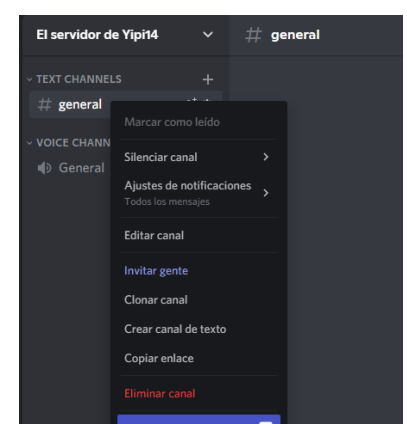 El servidor de Yipi14
# general
TEXT CHANNELS
# general
Marcar como leído
VOICE CHANN
General
Silenciar canal
Ajustes de notificaciones
Todos los mensajes
Editar canal
Invitar gente
Clonar canal
Crear canal de texto
Copiar enlace
Eliminar canal